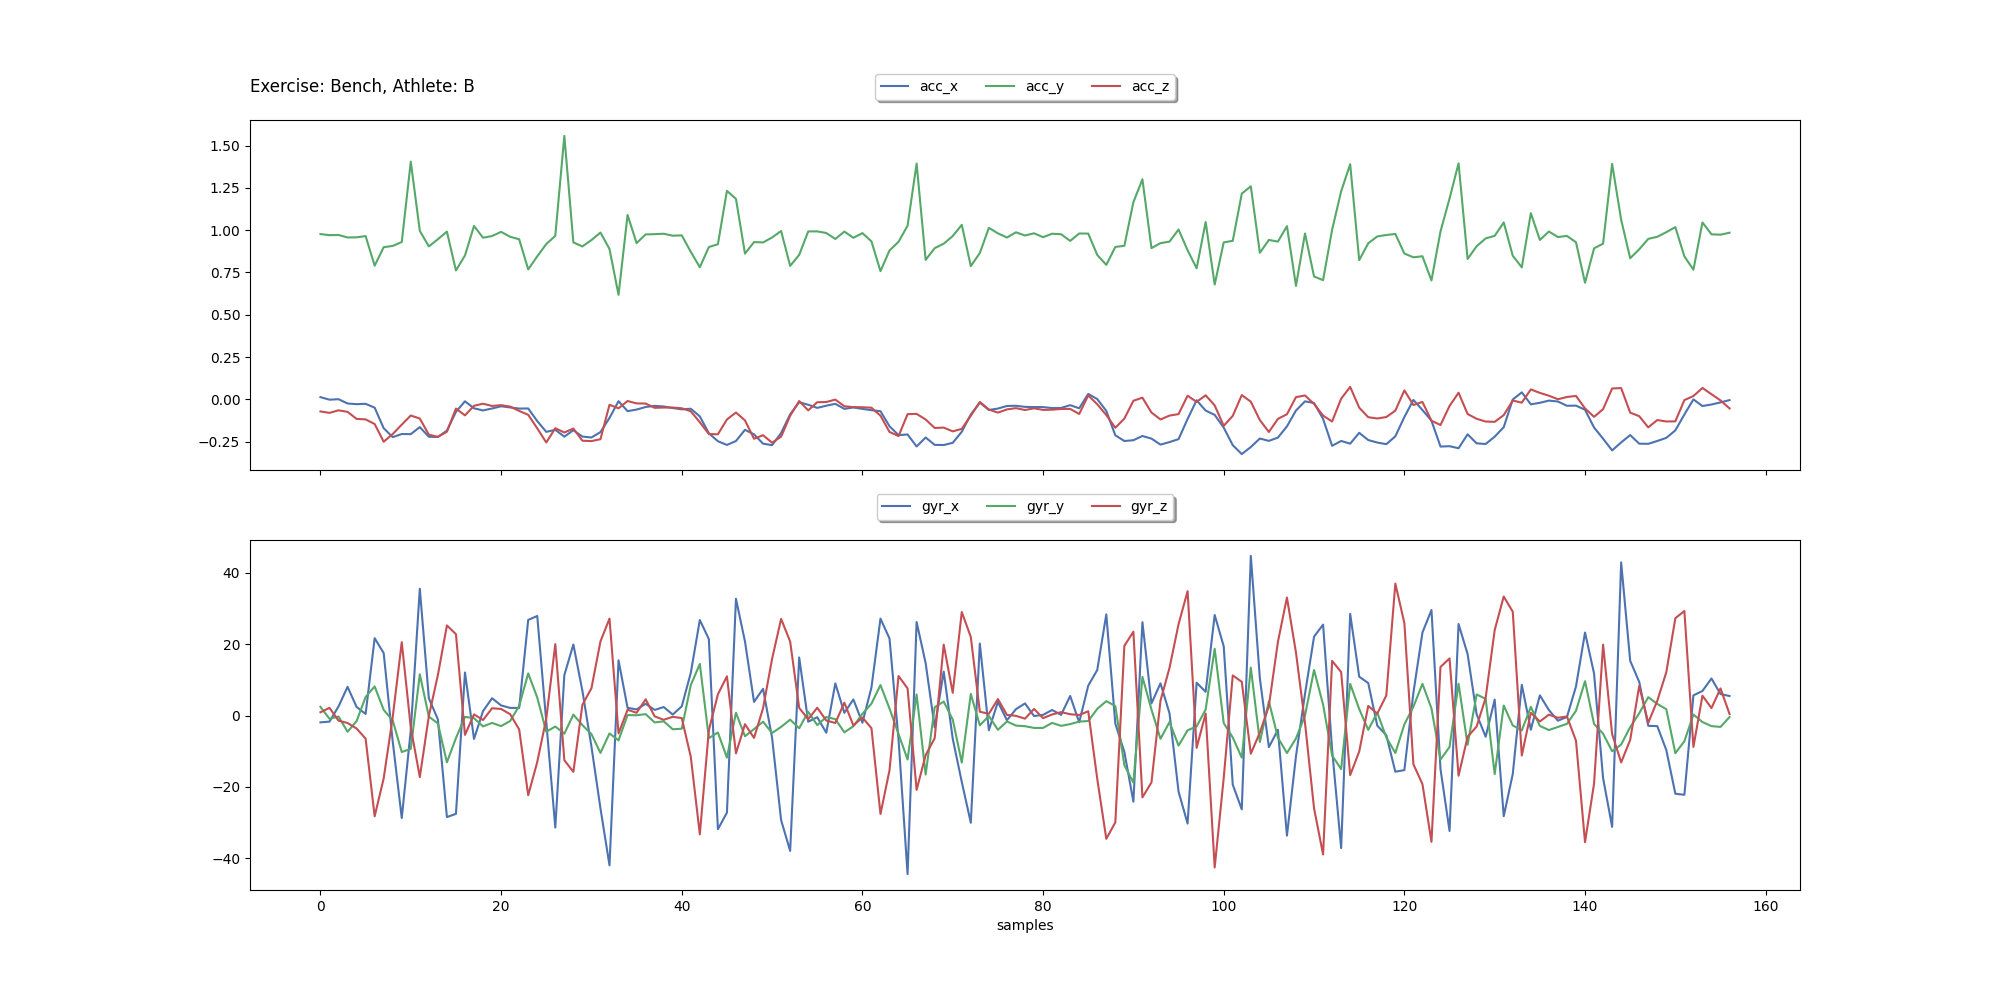 Exercise: Bench, Athlete: B
acc_x acc_y acc_z
1.50
1.25
1.00
0.75
0.50
0.25
0.00
−0.25
gyr_x gyr_y gyr_z
40
20
0
−20
−40
0 20 40 60 80 100 120 140 160
samples